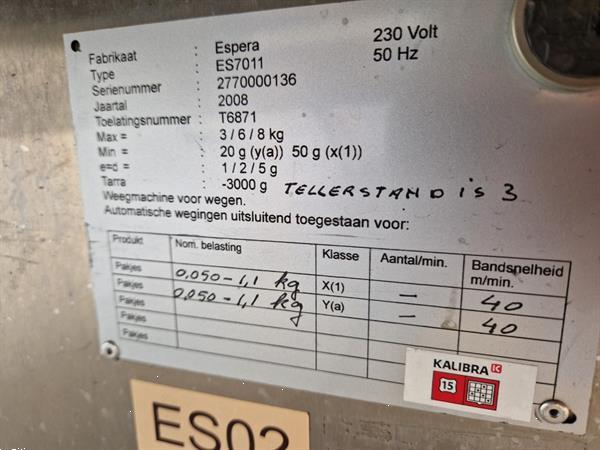 Fabrikaat : Espera 230 Volt
Type : ES7011 50 Hz
Serienummer : 2770000136
Jaartal : 2008
Toelatingsnummer : T6871
Max = : 3 / 6 / 8 kg
Min = : 20 g (y(a)) 50 g (x(1))
e=d = : 1 / 2 / 5 g
Tarra : -3000 g TELLERSTAND is 3
Weegmachine voor wegen.
Automatische wegingen uitsluitend toegestaan voor:
Produkt Nom. belasting Klasse Aantal/min. Bandsnelheid m/min.
Pakjes 0,050-1,1 kg X(1) — 40
Pakjes 0,050-1,1 kg Y(a) — 40
Pakjes
Pakjes
Pakjes
KALIBRA K
15
ES02